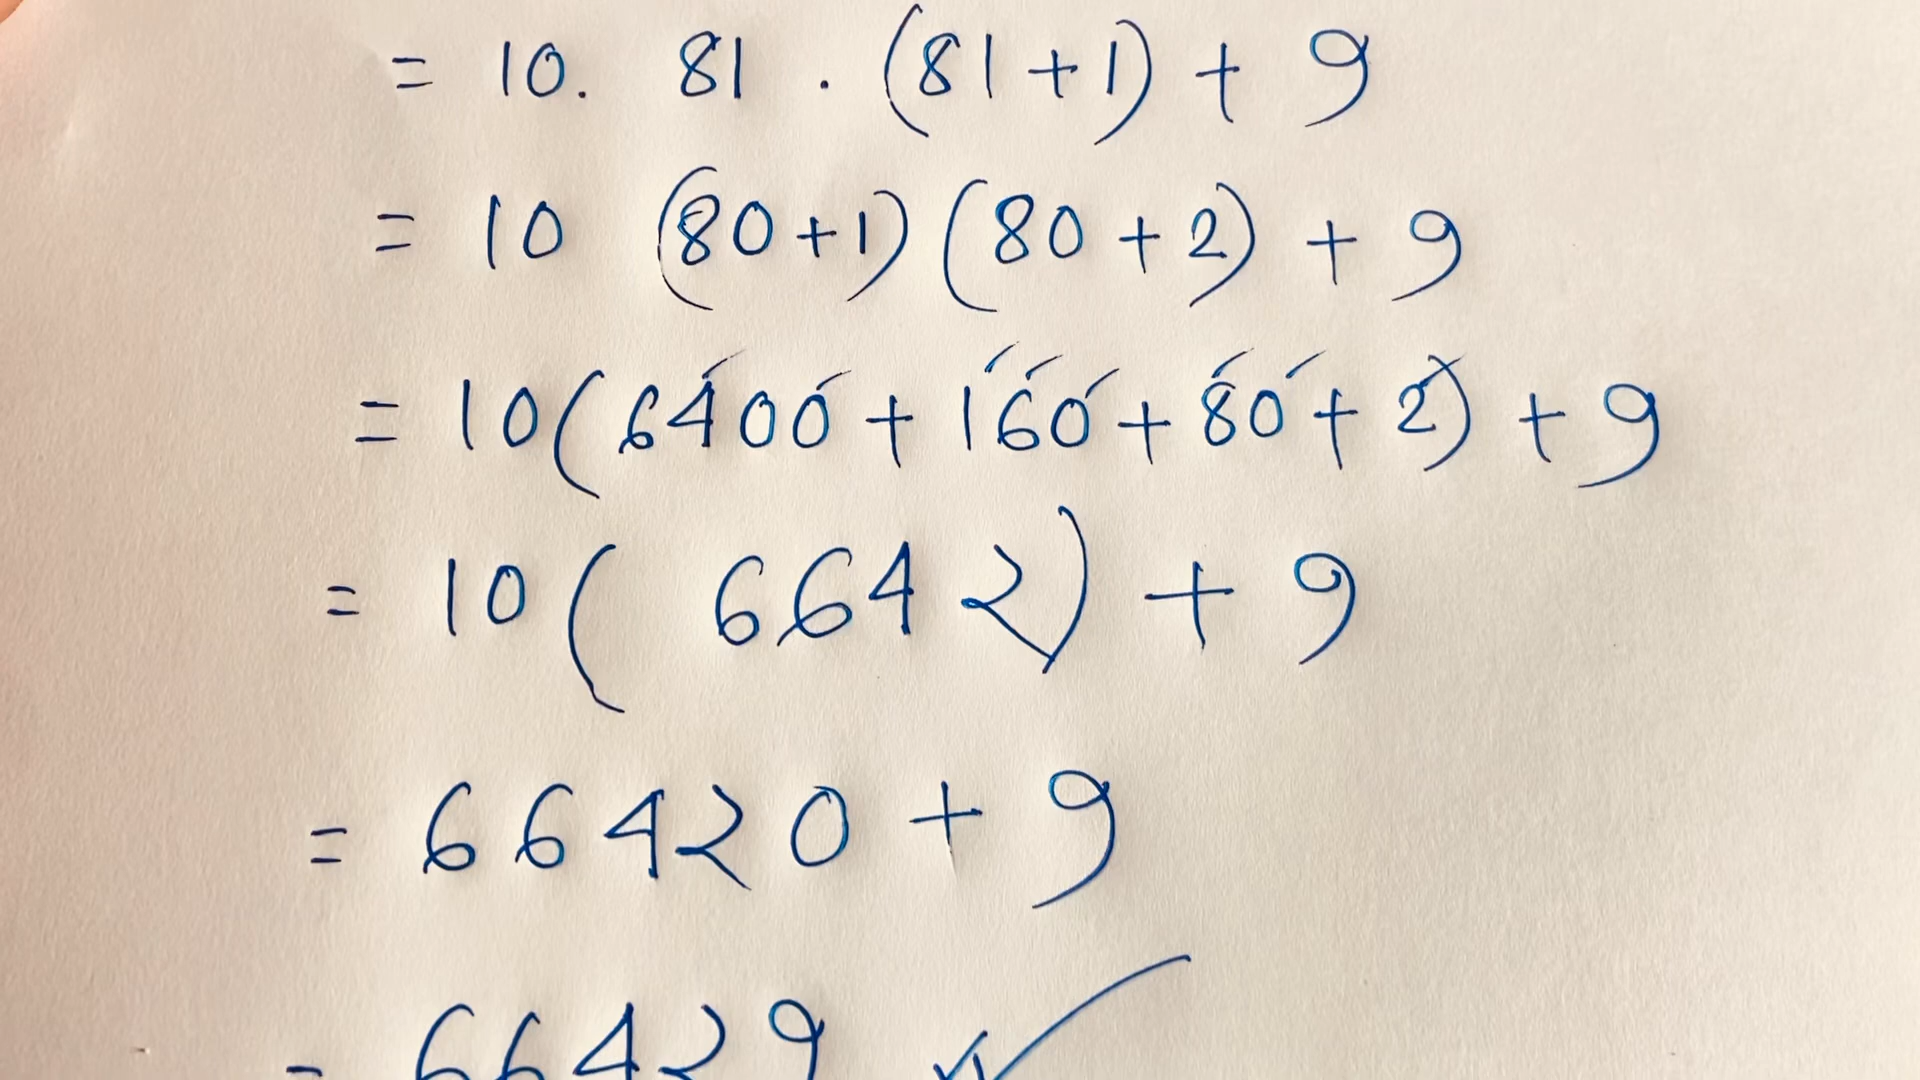 = 10. 81 . (81+1) + 9
= 10 (80+1) (80+2) + 9
= 10(6400 + 160 + 80 + 2) + 9
= 10( 6642) + 9
= 66420 + 9
= 66429 ✓